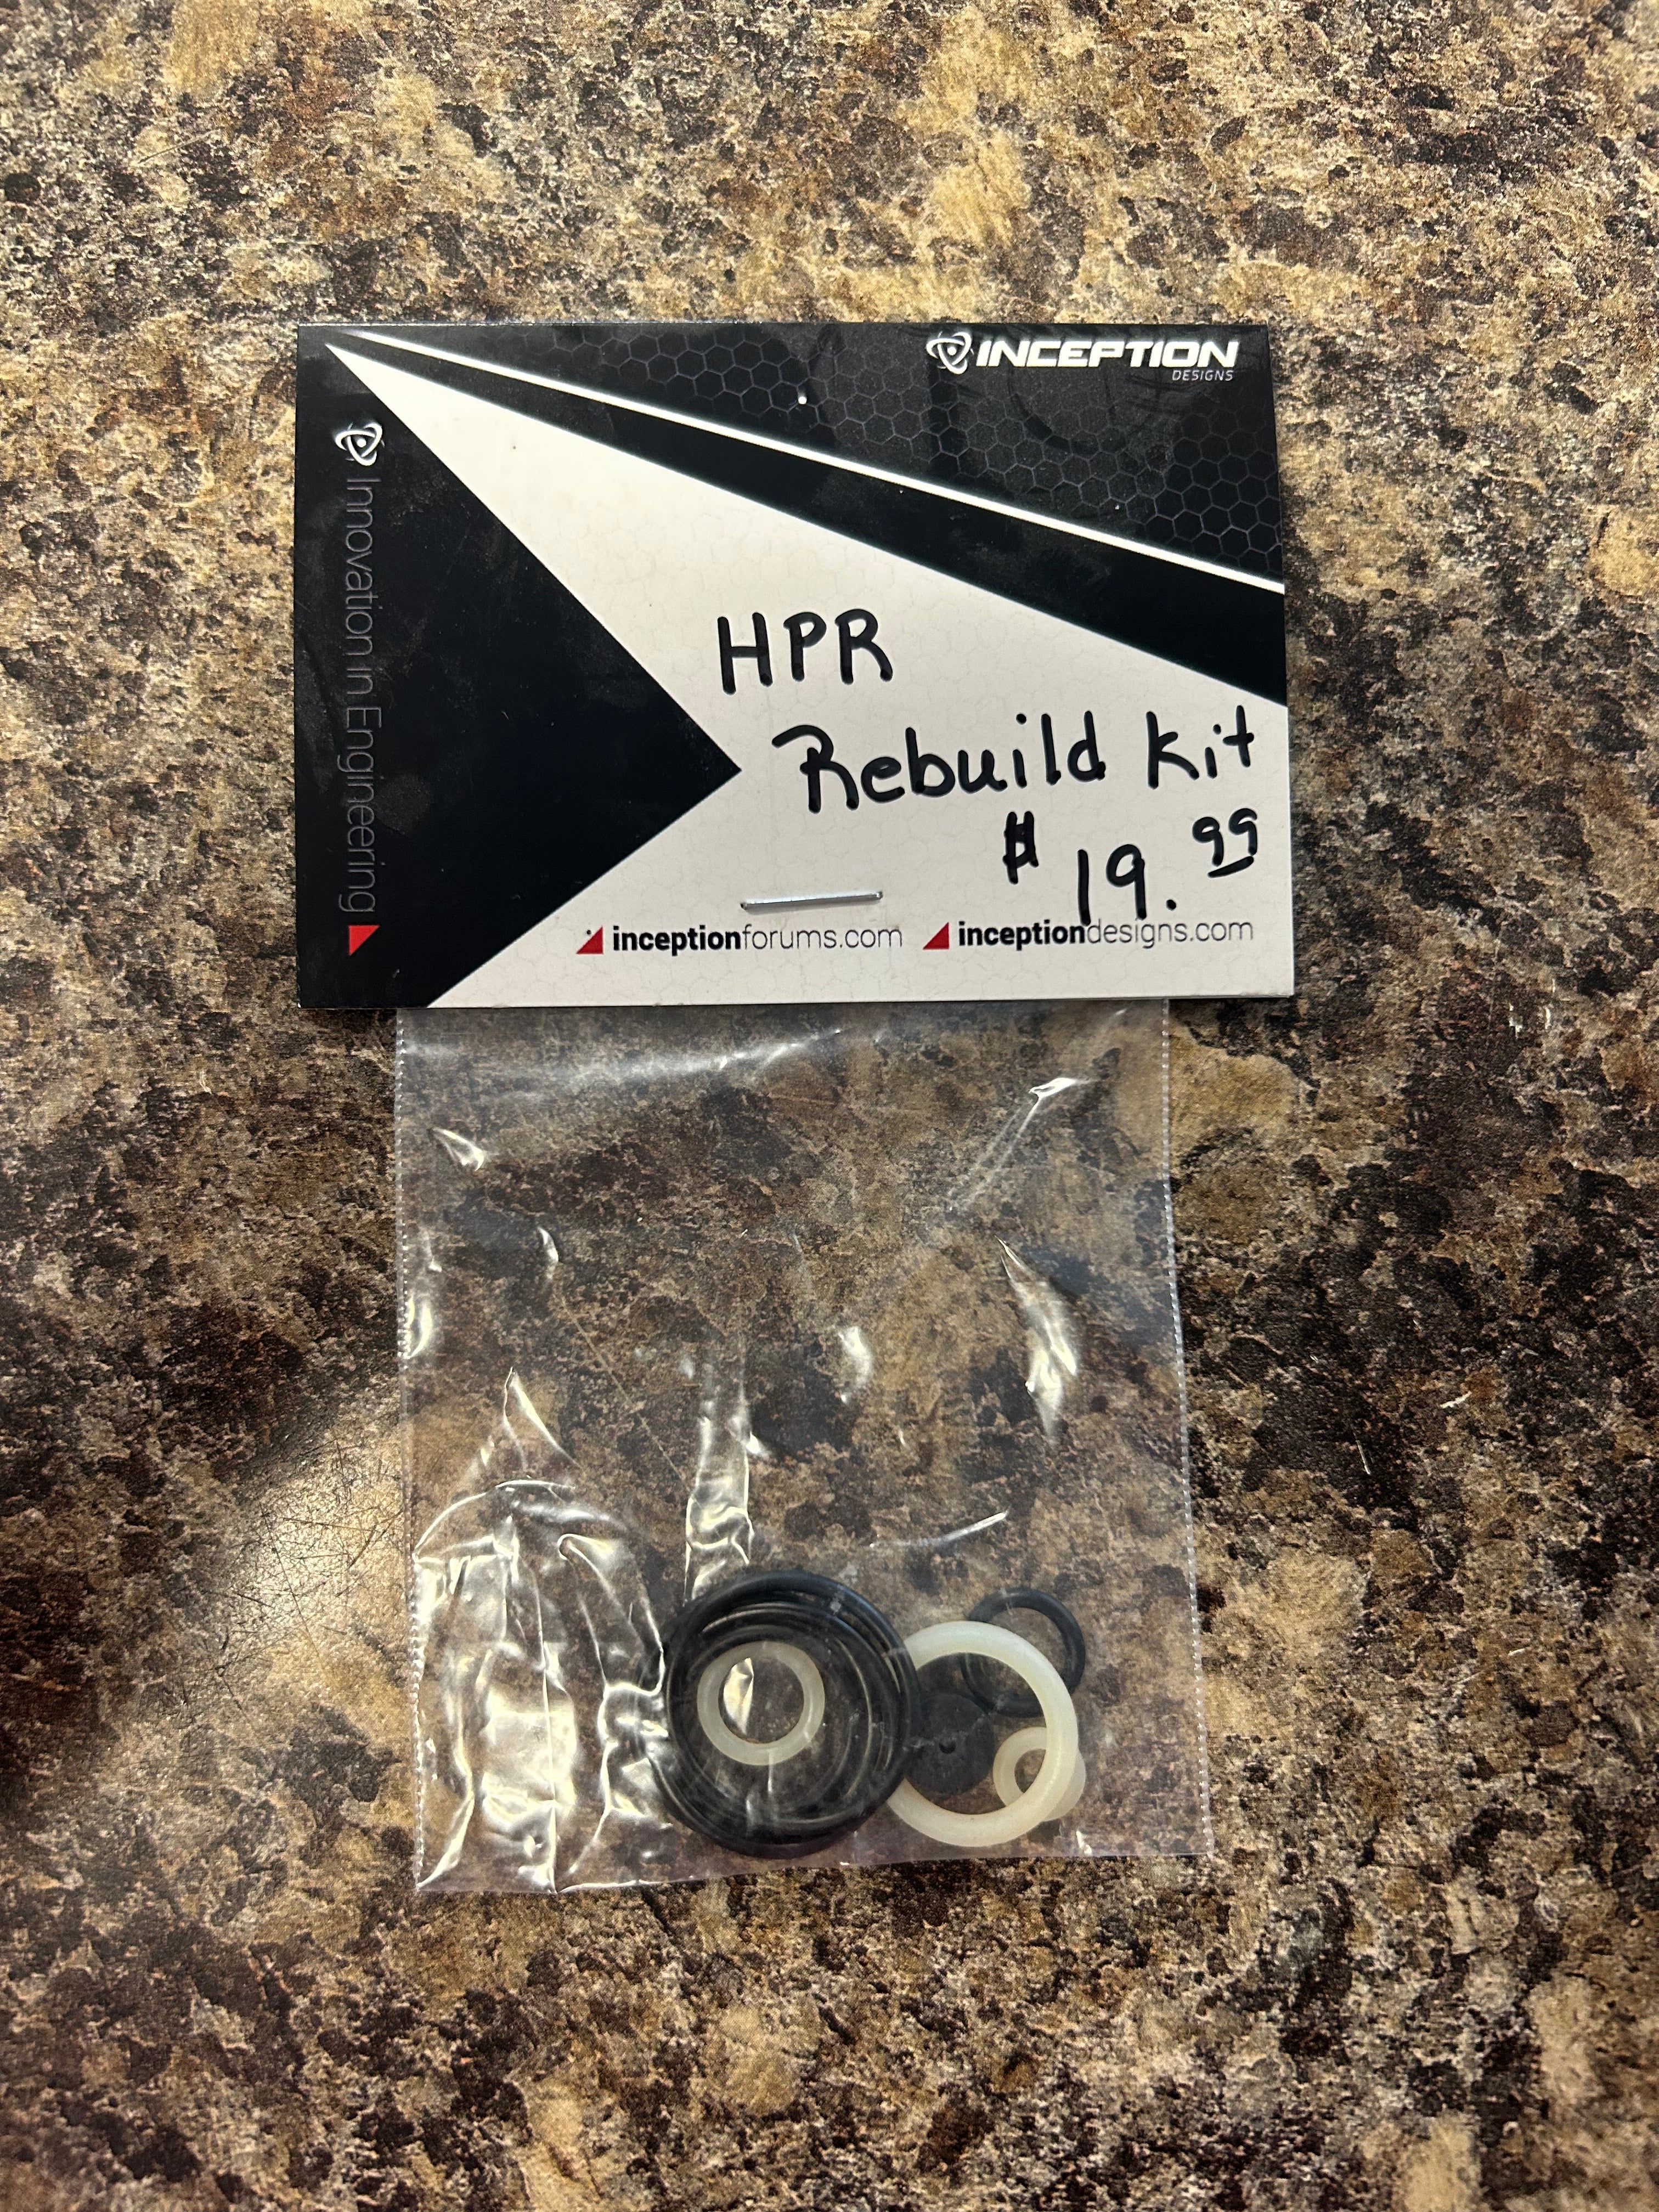 INCEPTION
DESIGNS
Innovation in Engineering
HPR
Rebuild Kit
$ 19.99
inceptionforums.com
inceptiondesigns.com